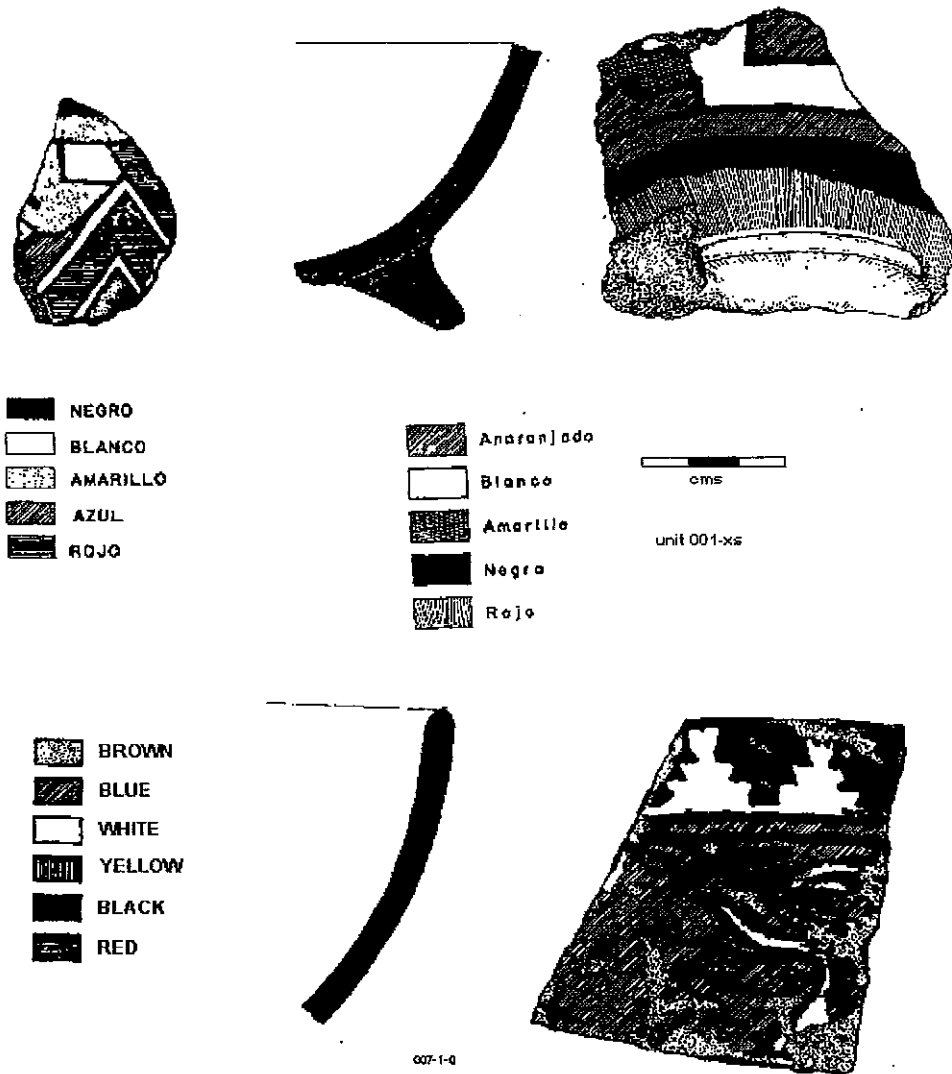 NEGRO
BLANCO
AMARILLO
AZUL
ROJO
Anaranjado
Blanco
Amarillo
Negro
Rojo
cms
unit 001-xs
BROWN
BLUE
WHITE
YELLOW
BLACK
RED